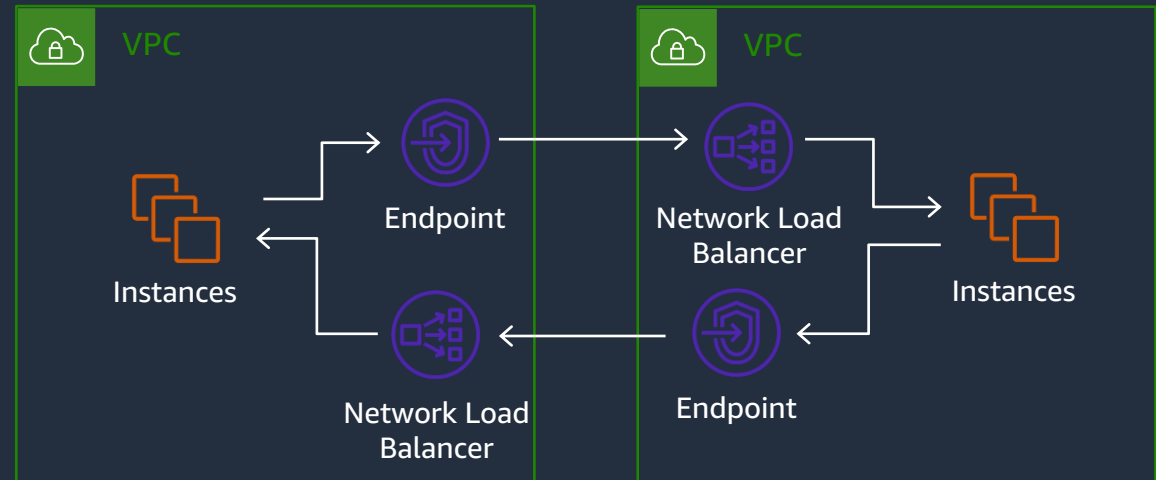 VPC
VPC
Endpoint
Network Load
Balancer
Instances
Instances
Network Load
Balancer
Endpoint